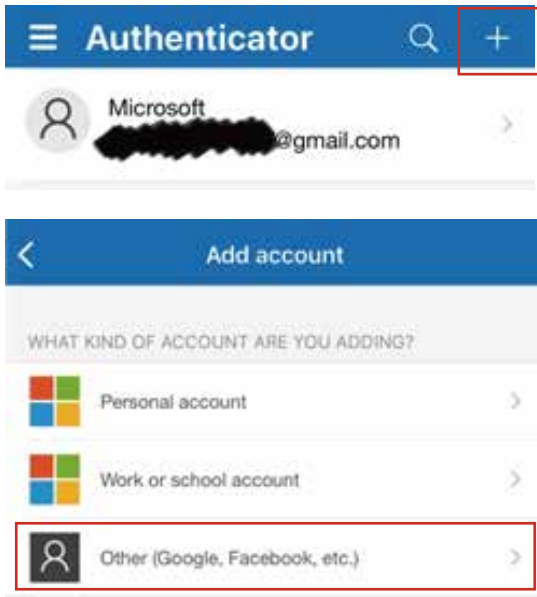 Authenticator
Microsoft
@gmail.com
Add account
WHAT KIND OF ACCOUNT ARE YOU ADDING?
Personal account
Work or school account
Other (Google, Facebook, etc.)